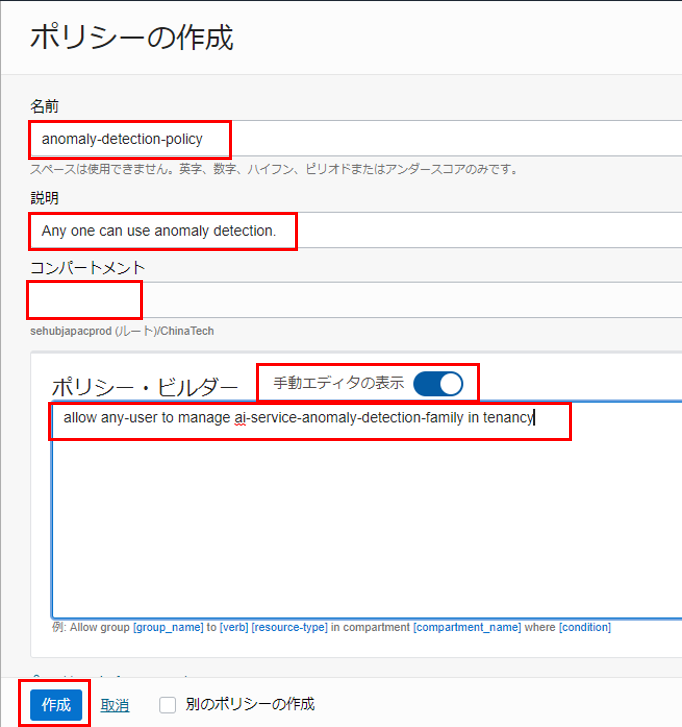 ポリシーの作成
名前
anomaly-detection-policy
スペースは使用できません。英字、数字、ハイフン、ピリオドまたはアンダースコアのみです。
説明
Any one can use anomaly detection.
コンパートメント
sehubjapacprod (ルート)/ChinaTech
ポリシー・ビルダー 手動エディタの表示
allow any-user to manage ai-service-anomaly-detection-family in tenancy
例: Allow group [group_name] to [verb] [resource-type] in compartment [compartment_name] where [condition]
作成 取消 別のポリシーの作成